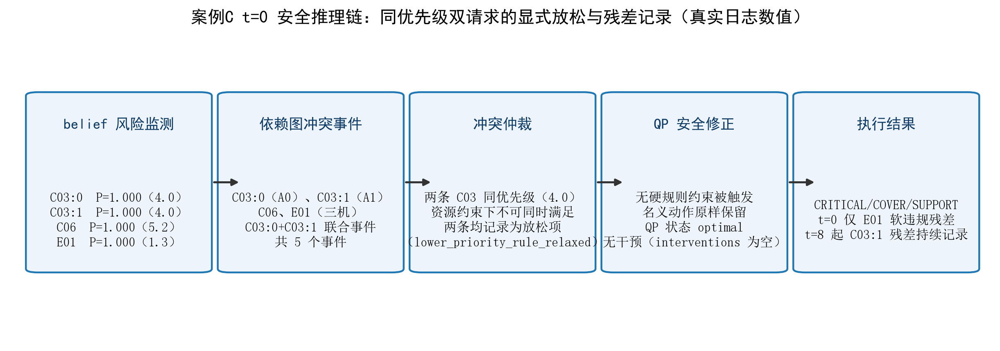 案例C t=0 安全推理链：同优先级双请求的显式放松与残差记录（真实日志数值）
belief 风险监测
C03:0 P=1.000（4.0）
C03:1 P=1.000（4.0）
C06 P=1.000（5.2）
E01 P=1.000（1.3）
依赖图冲突事件
C03:0（A0）、C03:1（A1）
C06、E01（三机）
C03:0+C03:1 联合事件
共 5 个事件
冲突仲裁
两条 C03 同优先级（4.0）
资源约束下不可同时满足
两条均记录为放松项
（lower_priority_rule_relaxed）
QP 安全修正
无硬规则约束被触发
名义动作原样保留
QP 状态 optimal
无干预（interventions 为空）
执行结果
CRITICAL/COVER/SUPPORT
t=0 仅 E01 软违规残差
t=8 起 C03:1 残差持续记录